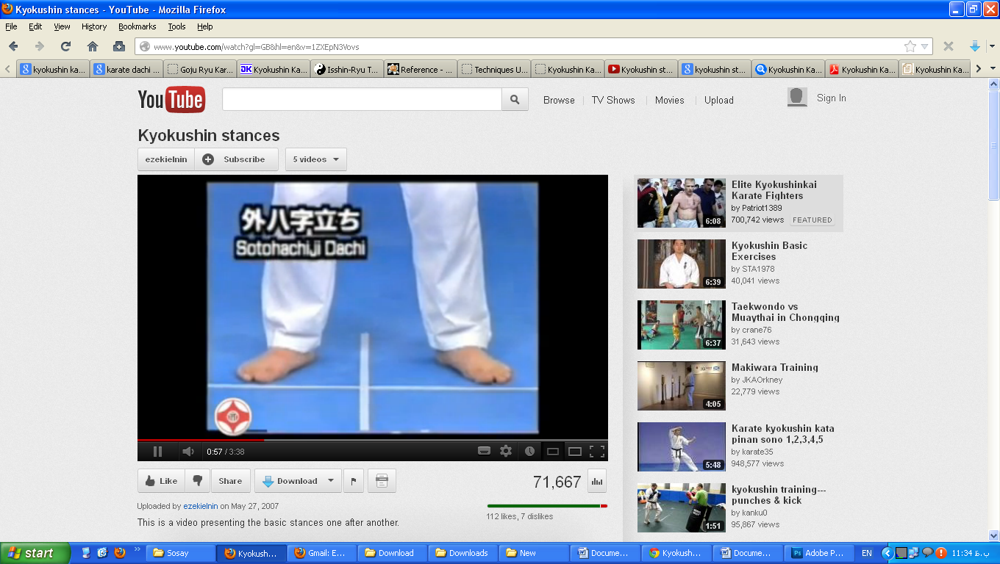 Kyokushin stances - YouTube - Mozilla Firefox
File Edit View History Bookmarks Tools Help
www.youtube.com/watch?gl=GB&hl=en&v=1ZXEpN3Vovs
kyokushin ka... karate dachi ... Goju Ryu Kar... Kyokushin Ka... Isshin-Ryu T... Reference - ... Techniques U... Kyokushin Ka... Kyokushin st... kyokushin st... Kyokushin Ka... Kyokushin Ka... Kyokushin Ka...
YouTube
Browse TV Shows Movies Upload Sign In
Kyokushin stances
ezekielnin Subscribe 5 videos
外八字立ち
Sotohachiji Dachi
0:57 / 3:38
Like Share Download
71,667
Uploaded by ezekielnin on May 27, 2007
112 likes, 7 dislikes
This is a video presenting the basic stances one after another.
6:08
Elite Kyokushinkai
Karate Fighters
by Patriot1389
700,742 views FEATURED
6:39
Kyokushin Basic
Exercises
by STA1978
40,041 views
6:37
Taekwondo vs
Muaythai in Chongqing
by crane76
31,643 views
4:05
Makiwara Training
by JKAOrkney
22,779 views
5:48
Karate kyokushin kata
pinan sono 1,2,3,4,5
by karate35
948,577 views
1:51
kyokushin training---
punches & kick
by kanku0
95,867 views
start Sosay Kyokush... Gmail: E... Download Downloads New Docume... Kyokush... Docume... Adobe P... EN 11:34 ب.ظ